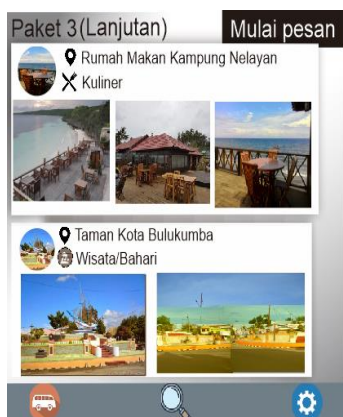 Paket 3(Lanjutan)
Mulai pesan
Rumah Makan Kampung Nelayan
Kuliner
Taman Kota Bulukumba
Wisata/Bahari